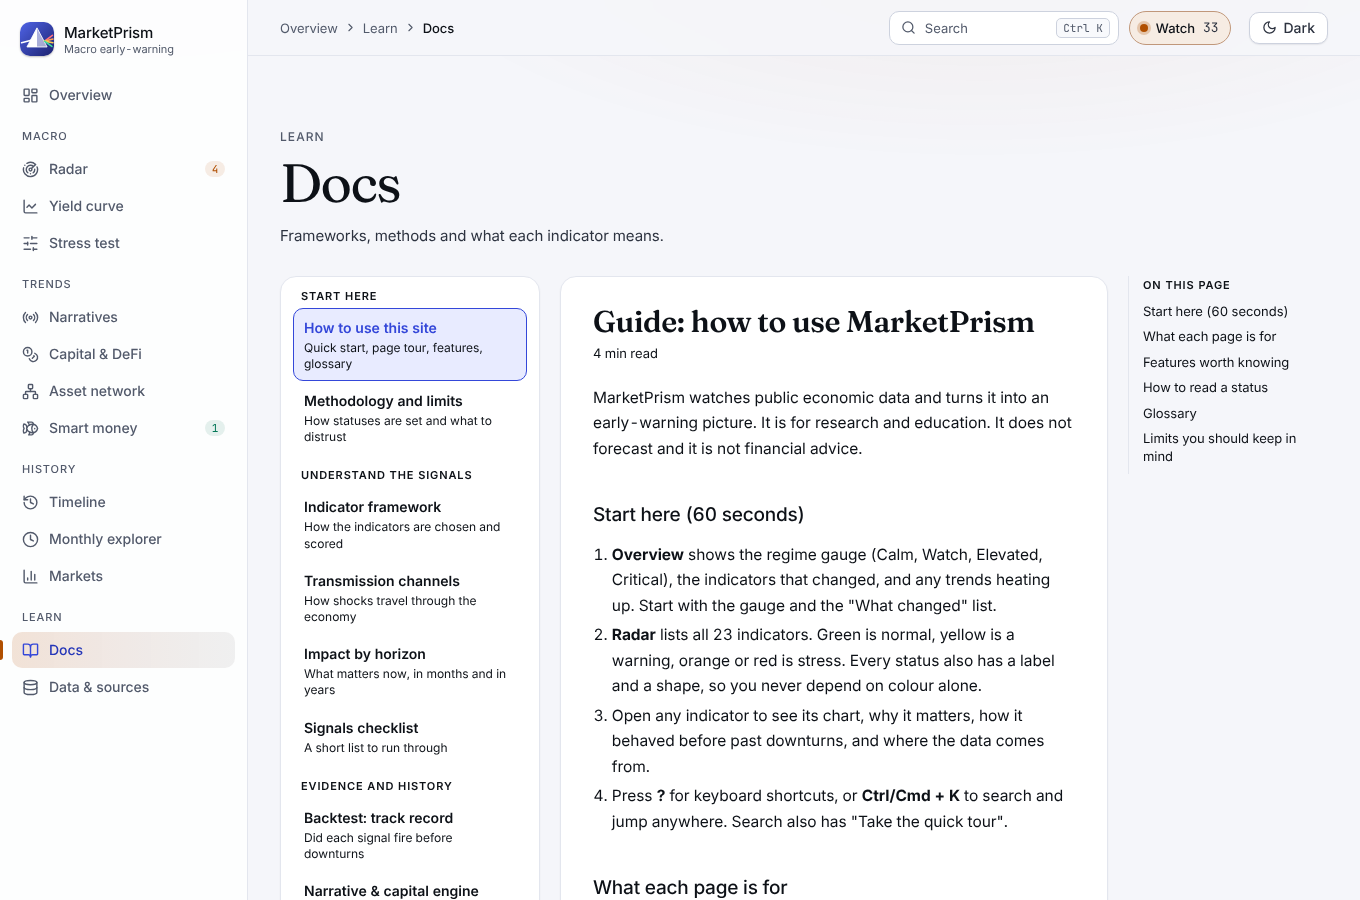 MarketPrism
Macro early-warning
Overview
MACRO
Radar 4
Yield curve
Stress test
TRENDS
Narratives
Capital & DeFi
Asset network
Smart money 1
HISTORY
Timeline
Monthly explorer
Markets
LEARN
Docs
Data & sources
Overview > Learn > Docs
Search Ctrl K
Watch 33
Dark
LEARN
Docs
Frameworks, methods and what each indicator means.
START HERE
How to use this site
Quick start, page tour, features,
glossary
Methodology and limits
How statuses are set and what to
distrust
UNDERSTAND THE SIGNALS
Indicator framework
How the indicators are chosen and
scored
Transmission channels
How shocks travel through the
economy
Impact by horizon
What matters now, in months and in
years
Signals checklist
A short list to run through
EVIDENCE AND HISTORY
Backtest: track record
Did each signal fire before
downturns
Narrative & capital engine
Guide: how to use MarketPrism
4 min read
MarketPrism watches public economic data and turns it into an
early-warning picture. It is for research and education. It does not
forecast and it is not financial advice.
Start here (60 seconds)
1. Overview shows the regime gauge (Calm, Watch, Elevated,
Critical), the indicators that changed, and any trends heating
up. Start with the gauge and the "What changed" list.
2. Radar lists all 23 indicators. Green is normal, yellow is a
warning, orange or red is stress. Every status also has a label
and a shape, so you never depend on colour alone.
3. Open any indicator to see its chart, why it matters, how it
behaved before past downturns, and where the data comes
from.
4. Press ? for keyboard shortcuts, or Ctrl/Cmd + K to search and
jump anywhere. Search also has "Take the quick tour".
What each page is for
ON THIS PAGE
Start here (60 seconds)
What each page is for
Features worth knowing
How to read a status
Glossary
Limits you should keep in
mind